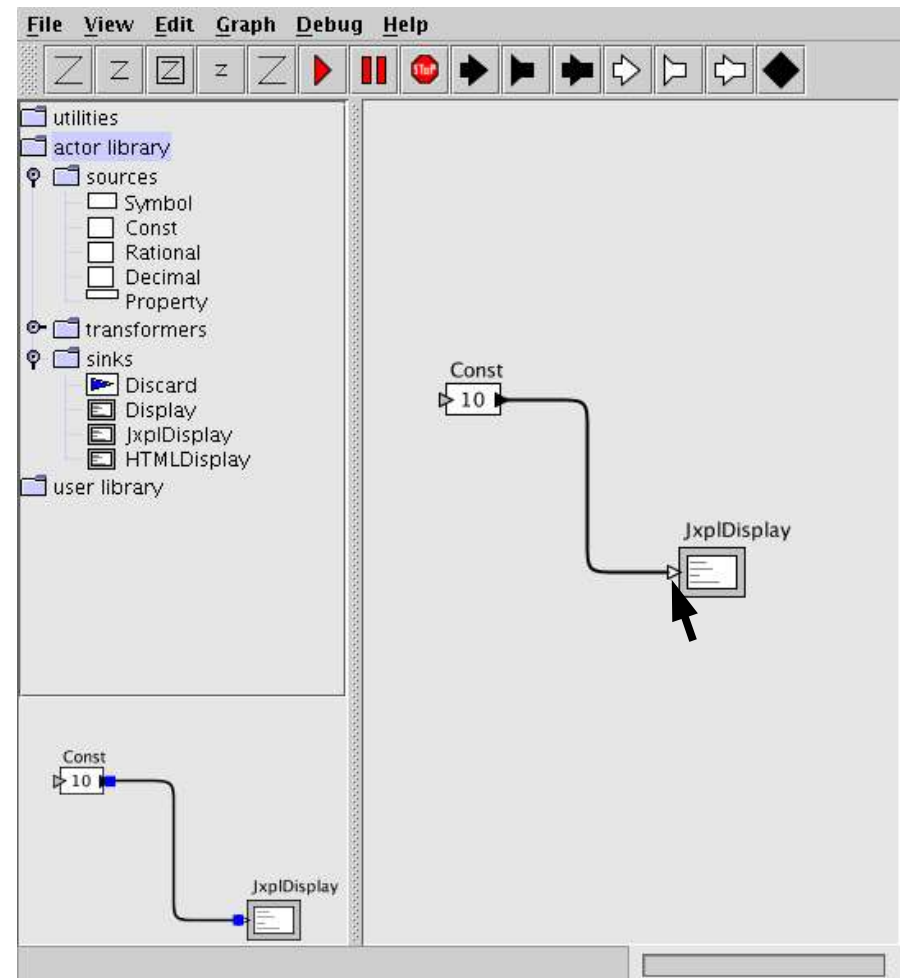 File View Edit Graph Debug Help
Z Z Z Z Z STOP
utilities
actor library
sources
Symbol
Const
Rational
Decimal
Property
transformers
sinks
Discard
Display
JxplDisplay
HTMLDisplay
user library
Const
10
JxplDisplay
Const
10
JxplDisplay